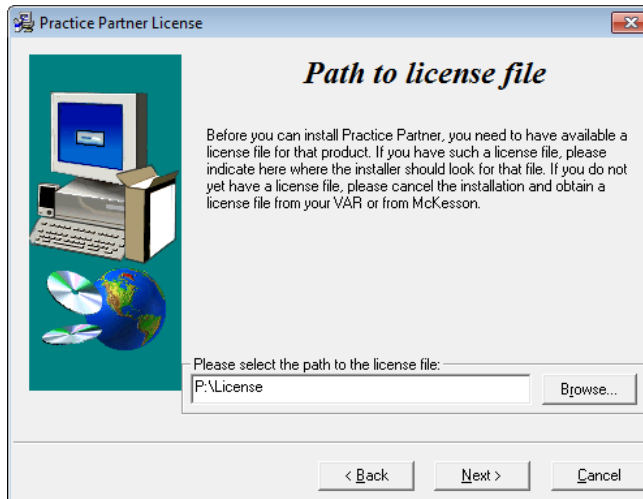 Practice Partner License
Path to license file
Before you can install Practice Partner, you need to have available a
license file for that product. If you have such a license file, please
indicate here where the installer should look for that file. If you do not
yet have a license file, please cancel the installation and obtain a
license file from your VAR or from McKesson.
Please select the path to the license file:
P:\License
Browse...
< Back
Next >
Cancel